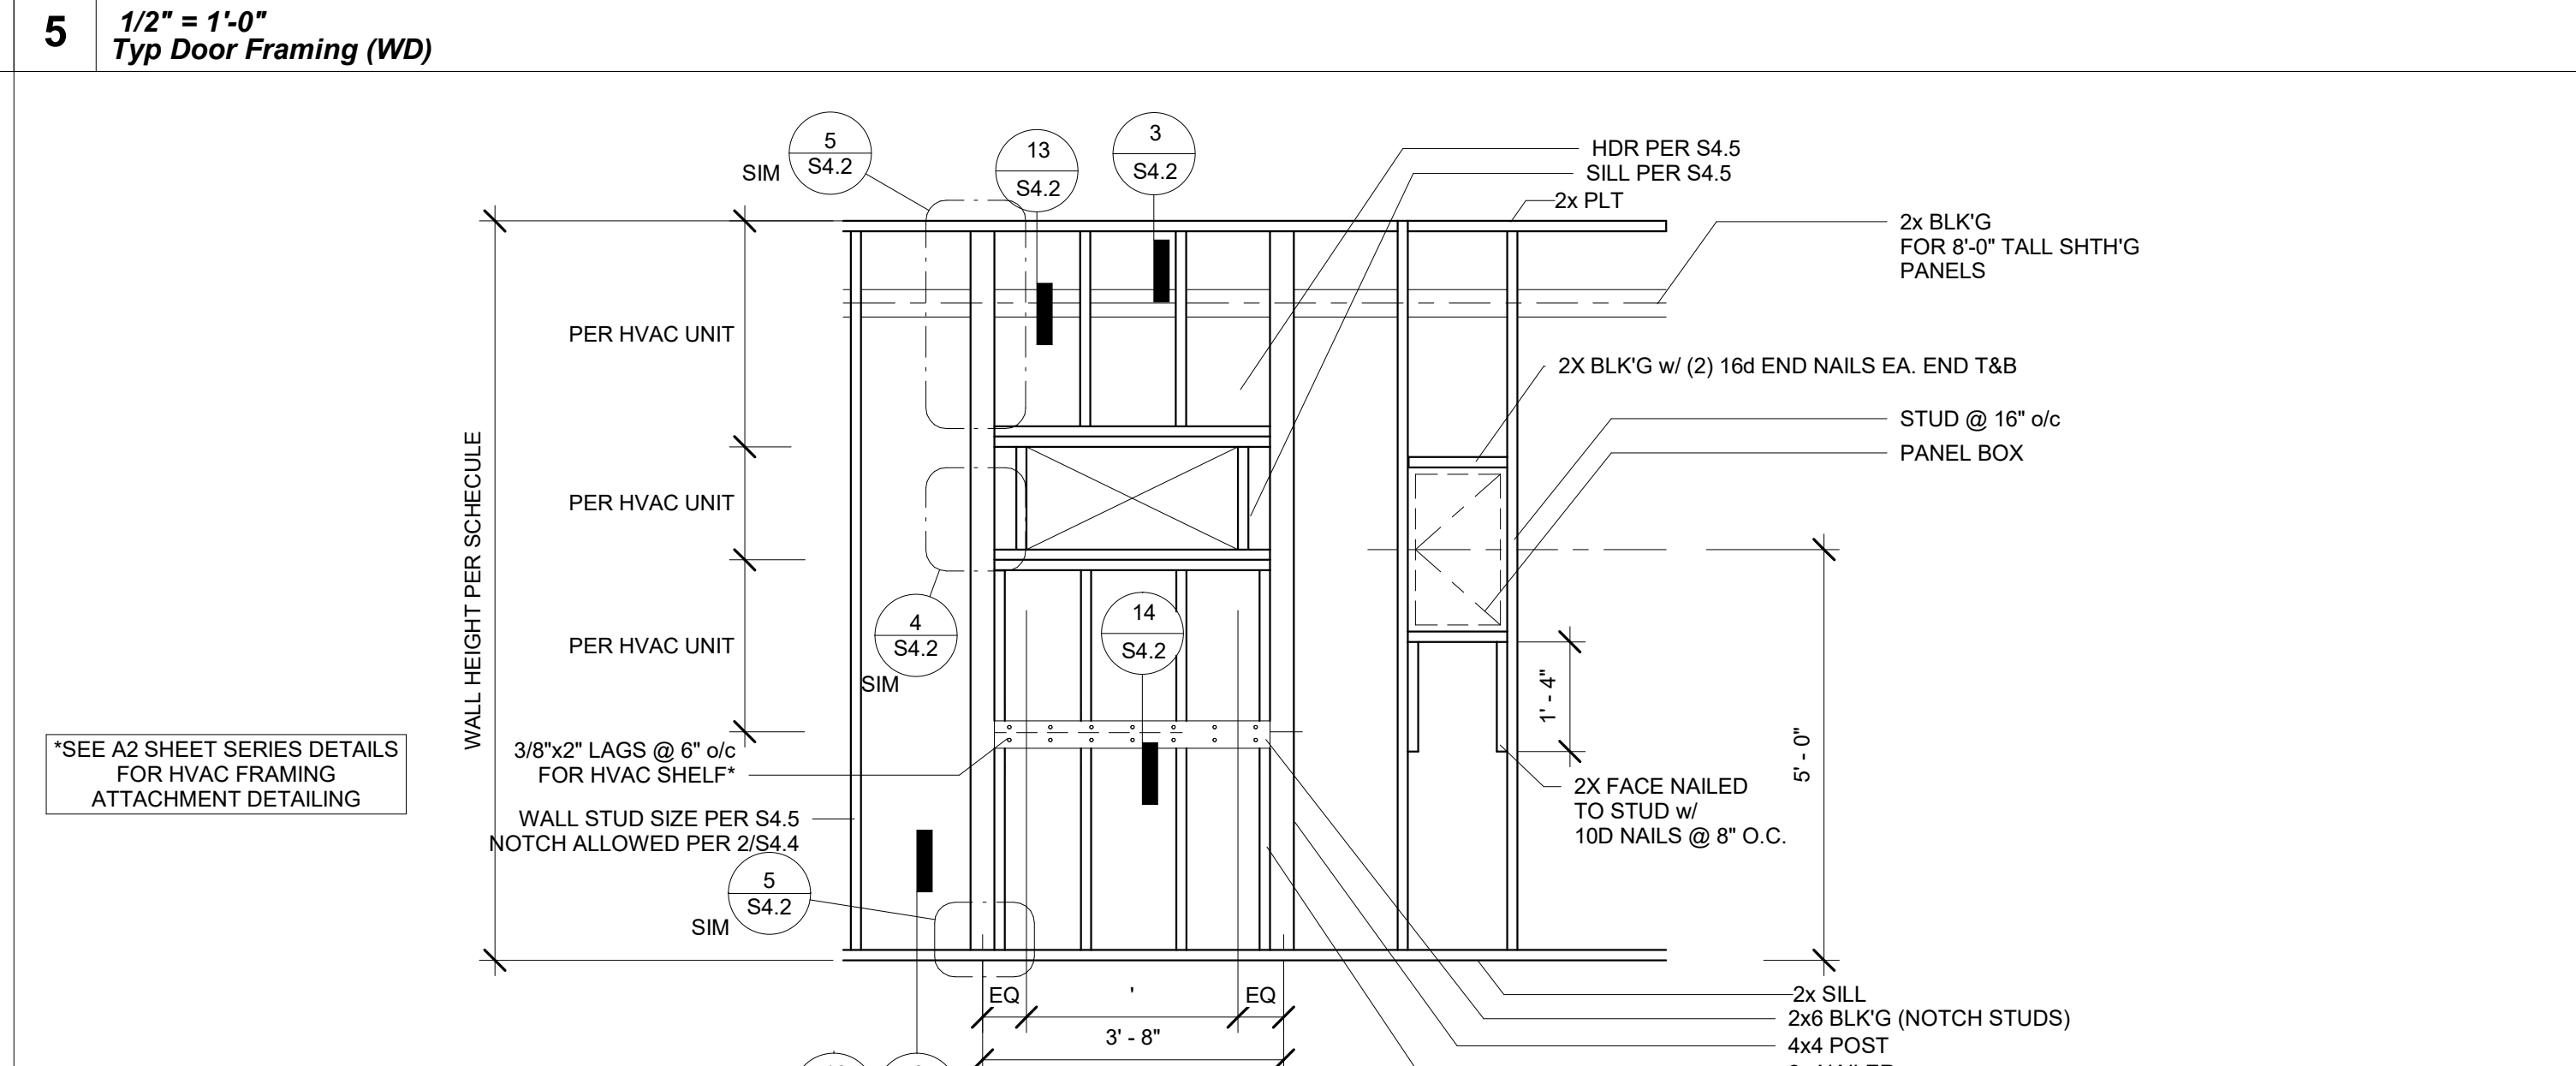 5
1/2" = 1'-0"
Typ Door Framing (WD)
5
S4.2
SIM
13
S4.2
3
S4.2
HDR PER S4.5
SILL PER S4.5
2x PLT
2x BLK'G
FOR 8'-0" TALL SHTH'G
PANELS
PER HVAC UNIT
2X BLK'G w/ (2) 16d END NAILS EA. END T&B
STUD @ 16" o/c
PANEL BOX
WALL HEIGHT PER SCHECULE
PER HVAC UNIT
4
S4.2
SIM
14
S4.2
PER HVAC UNIT
1' - 4"
5' - 0"
*SEE A2 SHEET SERIES DETAILS
FOR HVAC FRAMING
ATTACHMENT DETAILING
3/8"x2" LAGS @ 6" o/c
FOR HVAC SHELF*
2X FACE NAILED
TO STUD w/
10D NAILS @ 8" O.C.
WALL STUD SIZE PER S4.5
NOTCH ALLOWED PER 2/S4.4
5
S4.2
SIM
EQ
'
EQ
3' - 8"
2x SILL
2x6 BLK'G (NOTCH STUDS)
4x4 POST